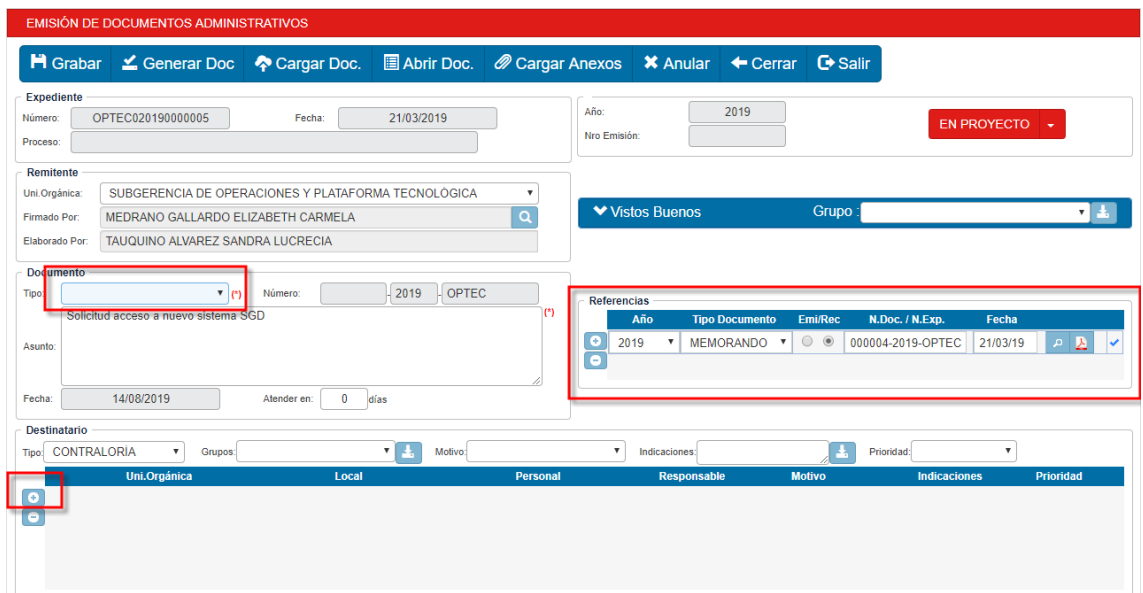 EMISIÓN DE DOCUMENTOS ADMINISTRATIVOS
Grabar Generar Doc Cargar Doc. Abrir Doc. Cargar Anexos Anular Cerrar Salir
Expediente
Número: OPTEC020190000005 Fecha: 21/03/2019
Proceso:
Año: 2019
Nro Emisión:
EN PROYECTO
Remitente
Uni.Orgánica: SUBGERENCIA DE OPERACIONES Y PLATAFORMA TECNOLÓGICA
Firmado Por: MEDRANO GALLARDO ELIZABETH CARMELA
Elaborado Por: TAUQUINO ALVAREZ SANDRA LUCRECIA
Vistos Buenos Grupo :
Documento
Tipo: (*) Número: - 2019 - OPTEC
Asunto: Solicitud acceso a nuevo sistema SGD (*)
Fecha: 14/08/2019 Atender en: 0 días
Referencias
Año Tipo Documento Emi/Rec N.Doc. / N.Exp. Fecha
2019 MEMORANDO 000004-2019-OPTEC 21/03/19
Destinatario
Tipo: CONTRALORÍA Grupos: Motivo: Indicaciones: Prioridad:
Uni.Orgánica Local Personal Responsable Motivo Indicaciones Prioridad